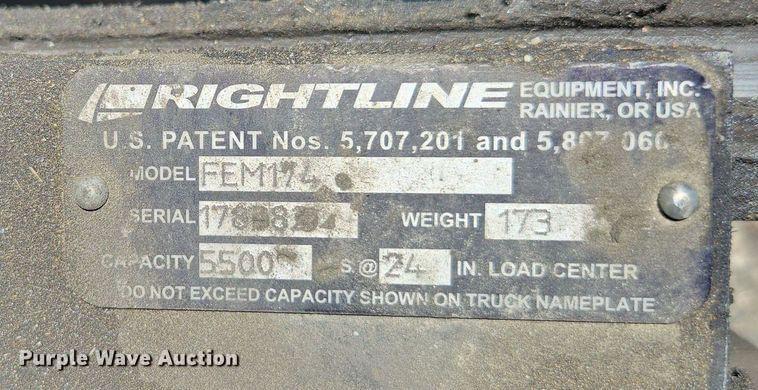 RIGHTLINE EQUIPMENT, INC.
RAINIER, OR USA
U.S. PATENT Nos. 5,707,201 and
MODEL FEM174
SERIAL WEIGHT 173
CAPACITY 5500 @ 24 IN. LOAD CENTER
DO NOT EXCEED CAPACITY SHOWN ON TRUCK NAMEPLATE
Purple Wave Auction